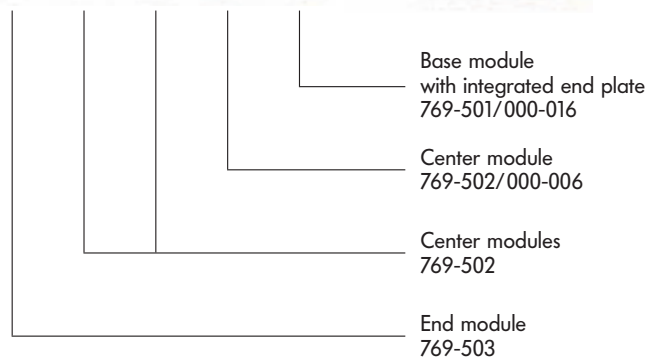 Base module
with integrated end plate
769-501/000-016
Center module
769-502/000-006
Center modules
769-502
End module
769-503